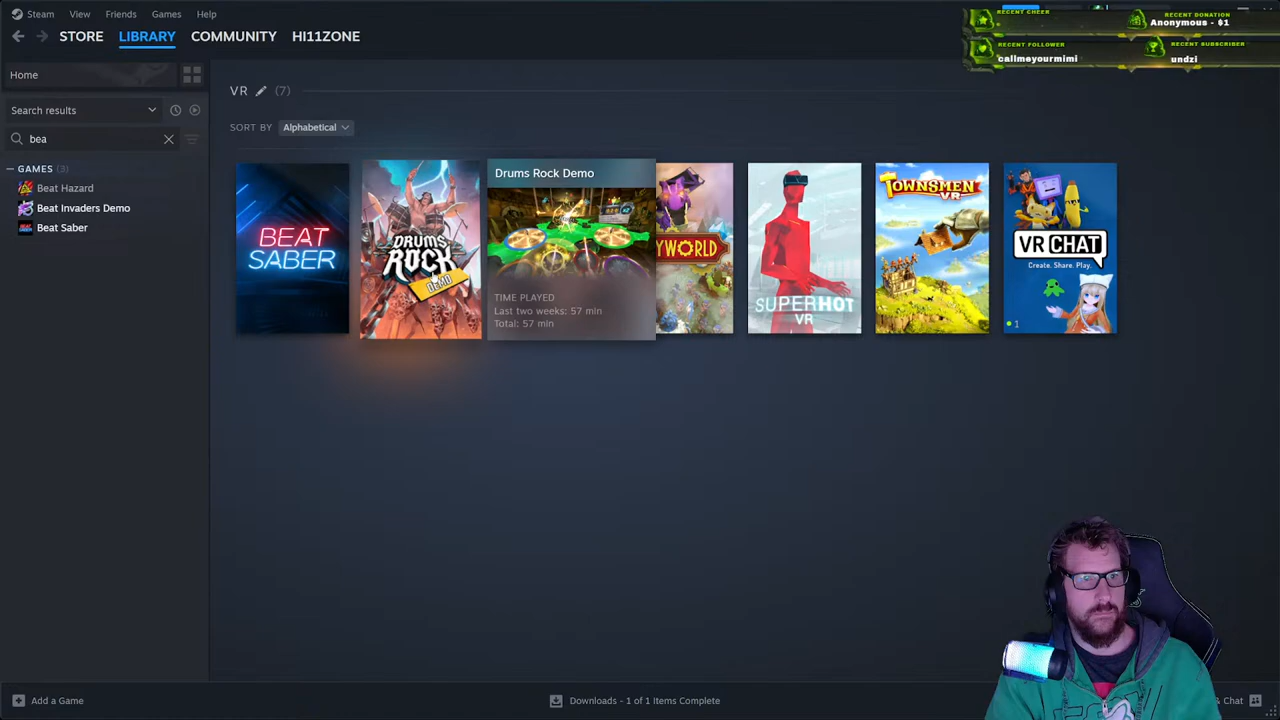 Steam View Friends Games Help
STORE LIBRARY COMMUNITY HI11ZONE
RECENT CHEER
RECENT DONATION
Anonymous - $1
RECENT FOLLOWER
callmeyourmimi
RECENT SUBSCRIBER
undzi
Home
Search results
bea
GAMES (3)
Beat Hazard
Beat Invaders Demo
Beat Saber
VR (7)
SORT BY Alphabetical
BEAT
SABER
DRUMS
ROCK
DEMO
Drums Rock Demo
TIME PLAYED
Last two weeks: 57 min
Total: 57 min
YWORLD
SUPERHOT
VR
TOWNSMEN
VR
VRCHAT
Create. Share. Play.
1
Add a Game
Downloads - 1 of 1 Items Complete
& Chat